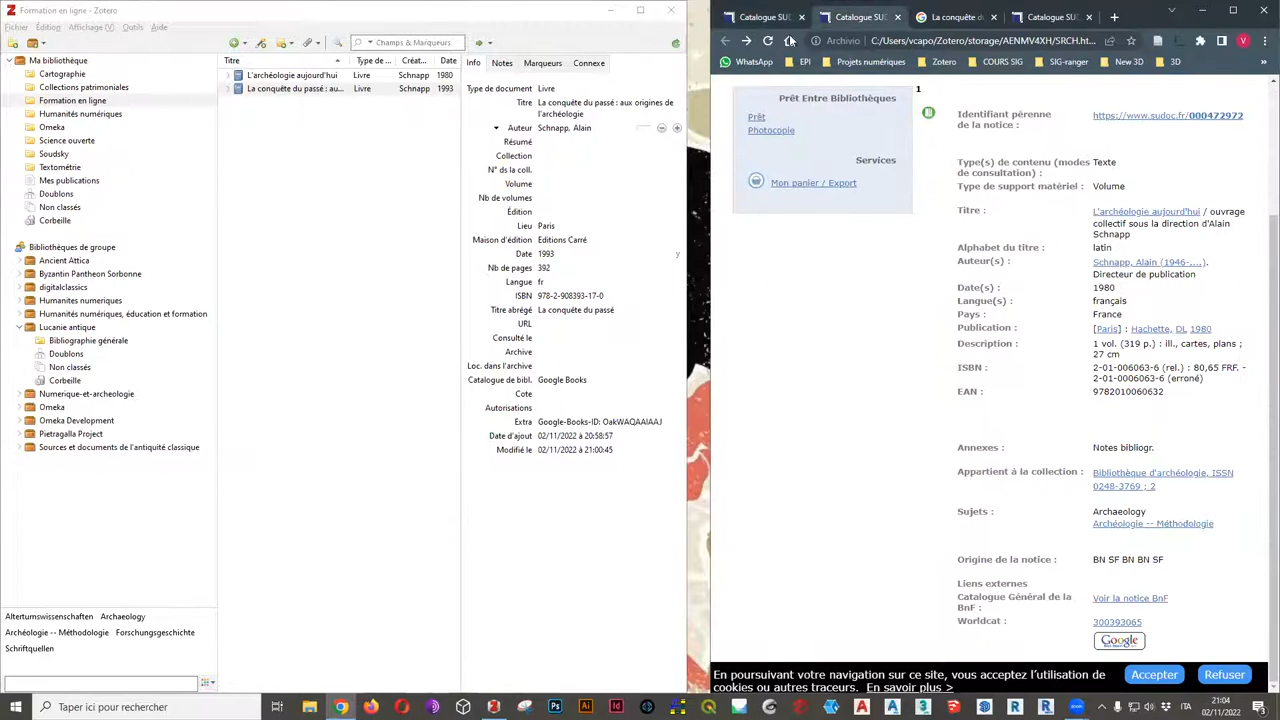 Formation en ligne - Zotero
Fichier Édition Affichage (V) Outils Aide
Champs & Marqueurs
Ma bibliothèque
Cartographie
Collections patrimoniales
Formation en ligne
Humanités numériques
Omeka
Science ouverte
Soudsky
Textométrie
Mes publications
Doublons
Non classés
Corbeille
Bibliothèques de groupe
Ancient Attica
Byzantin Pantheon Sorbonne
digitalclassics
Humanites numeriques
Humanités numériques, éducation et formation
Lucanie antique
Bibliographie générale
Doublons
Non classés
Corbeille
Numerique-et-archeologie
Omeka
Omeka Development
Pietragalla Project
Sources et documents de l'antiquité classique
Altertumswissenschaften Archaeology
Archéologie -- Méthodologie Forschungsgeschichte
Schriftquellen
Titre Type de ... Créat... Date
L'archéologie aujourd'hui Livre Schnapp 1980
La conquête du passé : au... Livre Schnapp 1993
Info Notes Marqueurs Connexe
Type de document Livre
Titre La conquête du passé : aux origines de
l'archéologie
Auteur Schnapp, Alain
Résumé
Collection
N° ds la coll.
Volume
Nb de volumes
Édition
Lieu Paris
Maison d'édition Editions Carré
Date 1993 y
Nb de pages 392
Langue fr
ISBN 978-2-908393-17-0
Titre abrégé La conquête du passé
URL
Consulté le
Archive
Loc. dans l'archive
Catalogue de bibl. Google Books
Cote
Autorisations
Extra Google-Books-ID: OakWAQAAIAAJ
Date d'ajout 02/11/2022 à 20:58:57
Modifié le 02/11/2022 à 21:00:45
Catalogue SU Catalogue SUD La conquête du Catalogue SUD
Archivio C:/Users/vcapo/Zotero/storage/AENMV4XH/SRCH.ht...
WhatsApp EPI Projets numériques Zotero COURS SIG SIG-ranger New 3D 3D »
Prêt Entre Bibliothèques
Prêt
Photocopie
Services
Mon panier / Export
1
Identifiant pérenne
de la notice : https://www.sudoc.fr/000472972
Type(s) de contenu (modes
de consultation) : Texte
Type de support matériel : Volume
Titre : L'archéologie aujourd'hui / ouvrage
collectif sous la direction d'Alain
Schnapp
Alphabet du titre : latin
Auteur(s) : Schnapp, Alain (1946-....).
Directeur de publication
Date(s) : 1980
Langue(s) : français
Pays : France
Publication : [Paris] : Hachette, DL 1980
Description : 1 vol. (319 p.) : ill., cartes, plans ;
27 cm
ISBN : 2-01-006063-6 (rel.) : 80,65 FRF. -
2-01-0006063-6 (erroné)
EAN : 9782010060632
Annexes : Notes bibliogr.
Appartient à la collection : Bibliothèque d'archéologie, ISSN
0248-3769 ; 2
Sujets : Archaeology
Archéologie -- Méthodologie
Origine de la notice : BN SF BN BN SF
Liens externes
Catalogue Général de la
BnF : Voir la notice BnF
Worldcat : 300393065
Google
En poursuivant votre navigation sur ce site, vous acceptez l'utilisation de
cookies ou autres traceurs. En savoir plus >
Accepter Refuser
Taper ici pour rechercher
21:04
02/11/2022